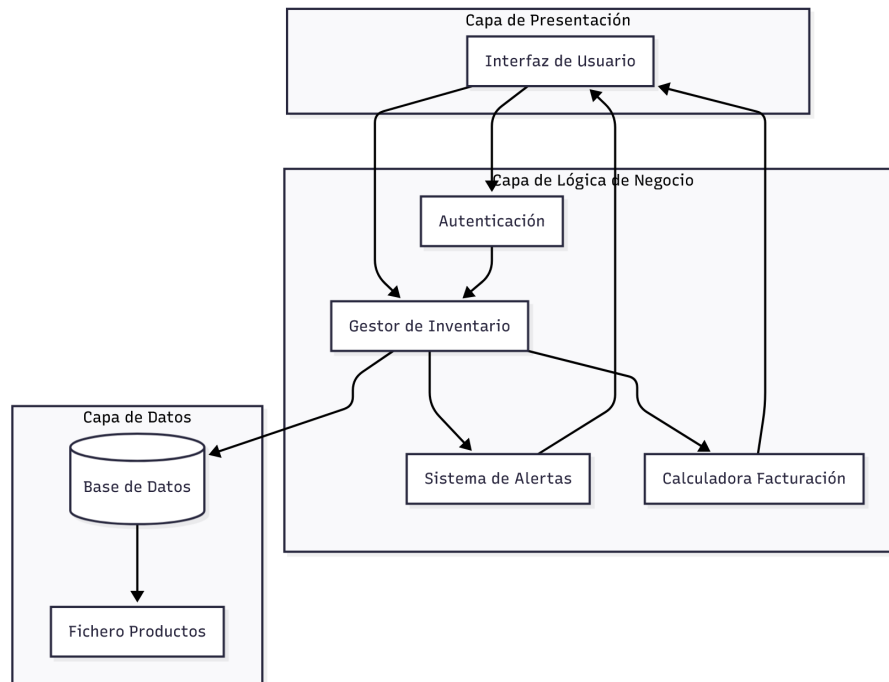 Capa de Presentación
Interfaz de Usuario
Capa de Lógica de Negocio
Autenticación
Gestor de Inventario
Capa de Datos
Base de Datos
Sistema de Alertas
Calculadora Facturación
Fichero Productos